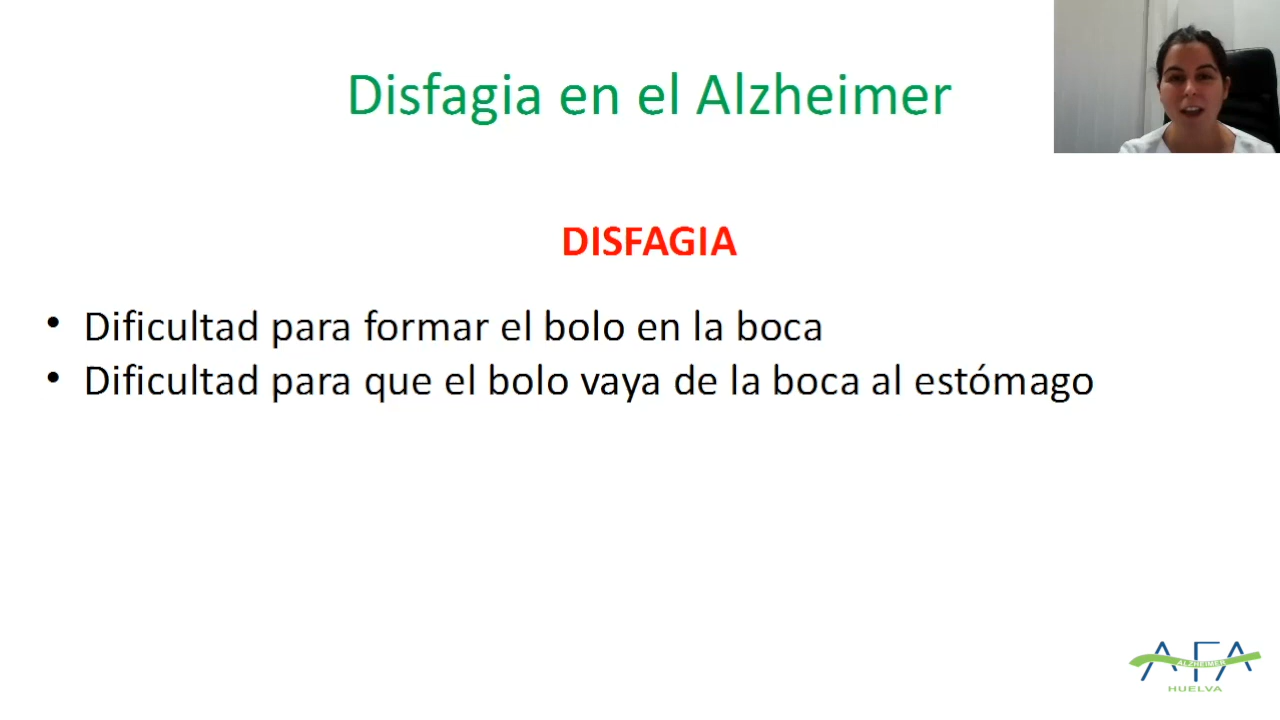 Disfagia en el Alzheimer
DISFAGIA
• Dificultad para formar el bolo en la boca
• Dificultad para que el bolo vaya de la boca al estómago
AFA
ALZHEIMER
HUELVA